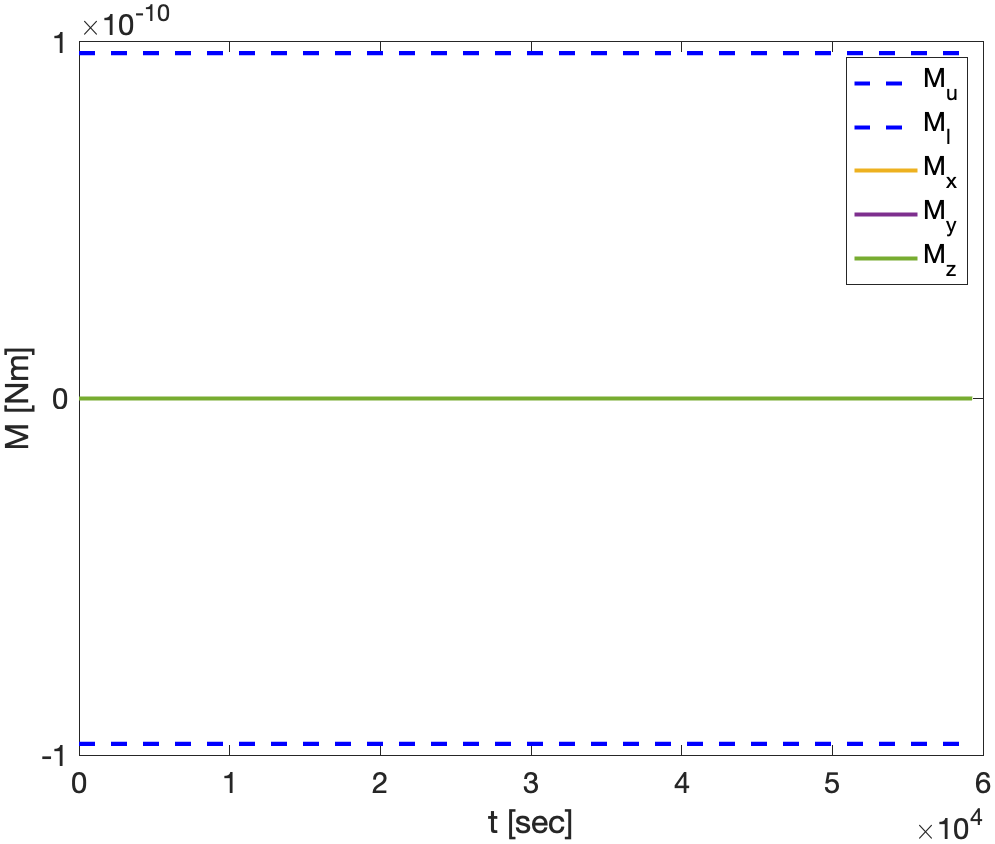 ×10⁻¹⁰
1
0
-1
M [Nm]
M_u
M_l
M_x
M_y
M_z
0 1 2 3 4 5 6
t [sec]
×10⁴